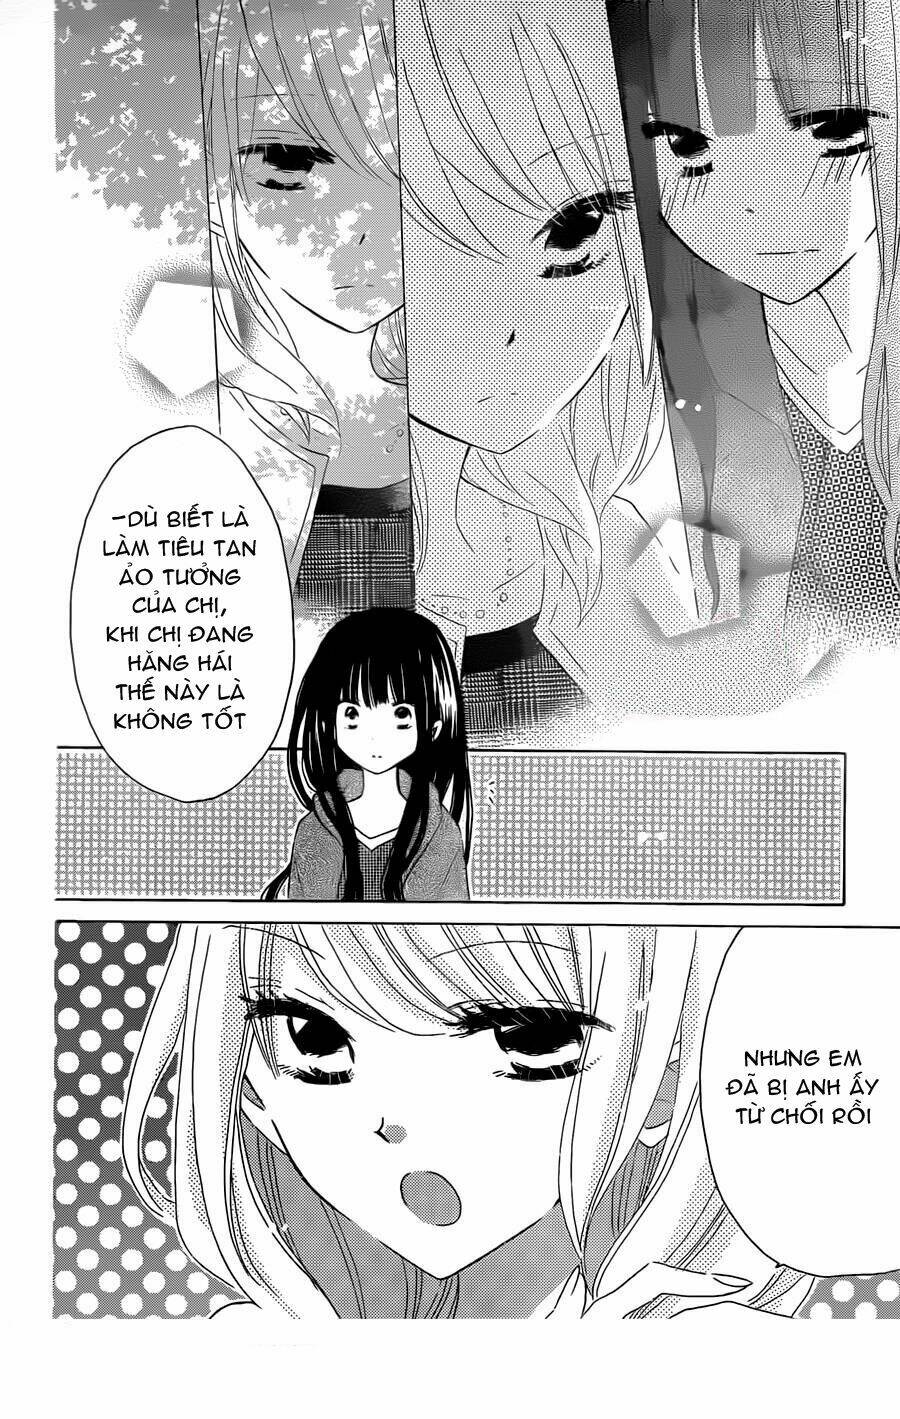 -DÙ BIẾT LÀ
LÀM TIÊU TAN
ẢO TƯỞNG
CỦA CHỊ,
KHI CHỊ ĐANG
HĂNG HÁI
THẾ NÀY LÀ
KHÔNG TỐT
NHƯNG EM
ĐÃ BỊ ANH ẤY
TỪ CHỐI RỒI